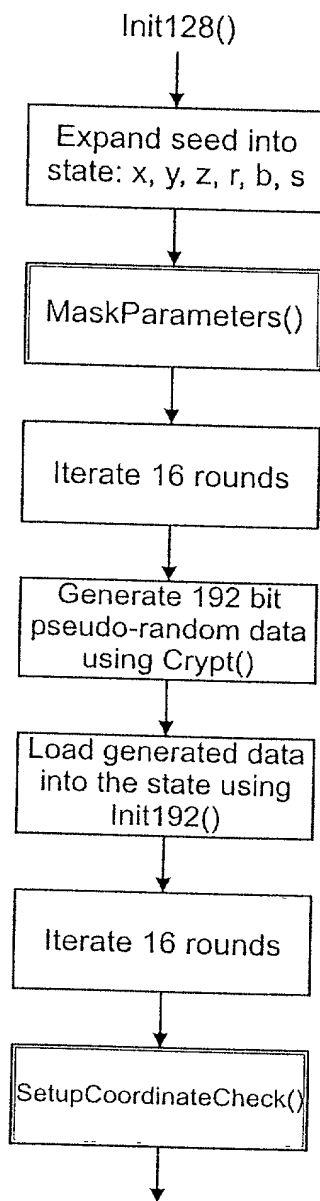 Init128()
Expand seed into
state: x, y, z, r, b, s
MaskParameters()
Iterate 16 rounds
Generate 192 bit
pseudo-random data
using Crypt()
Load generated data
into the state using
Init192()
Iterate 16 rounds
SetupCoordinateCheck()